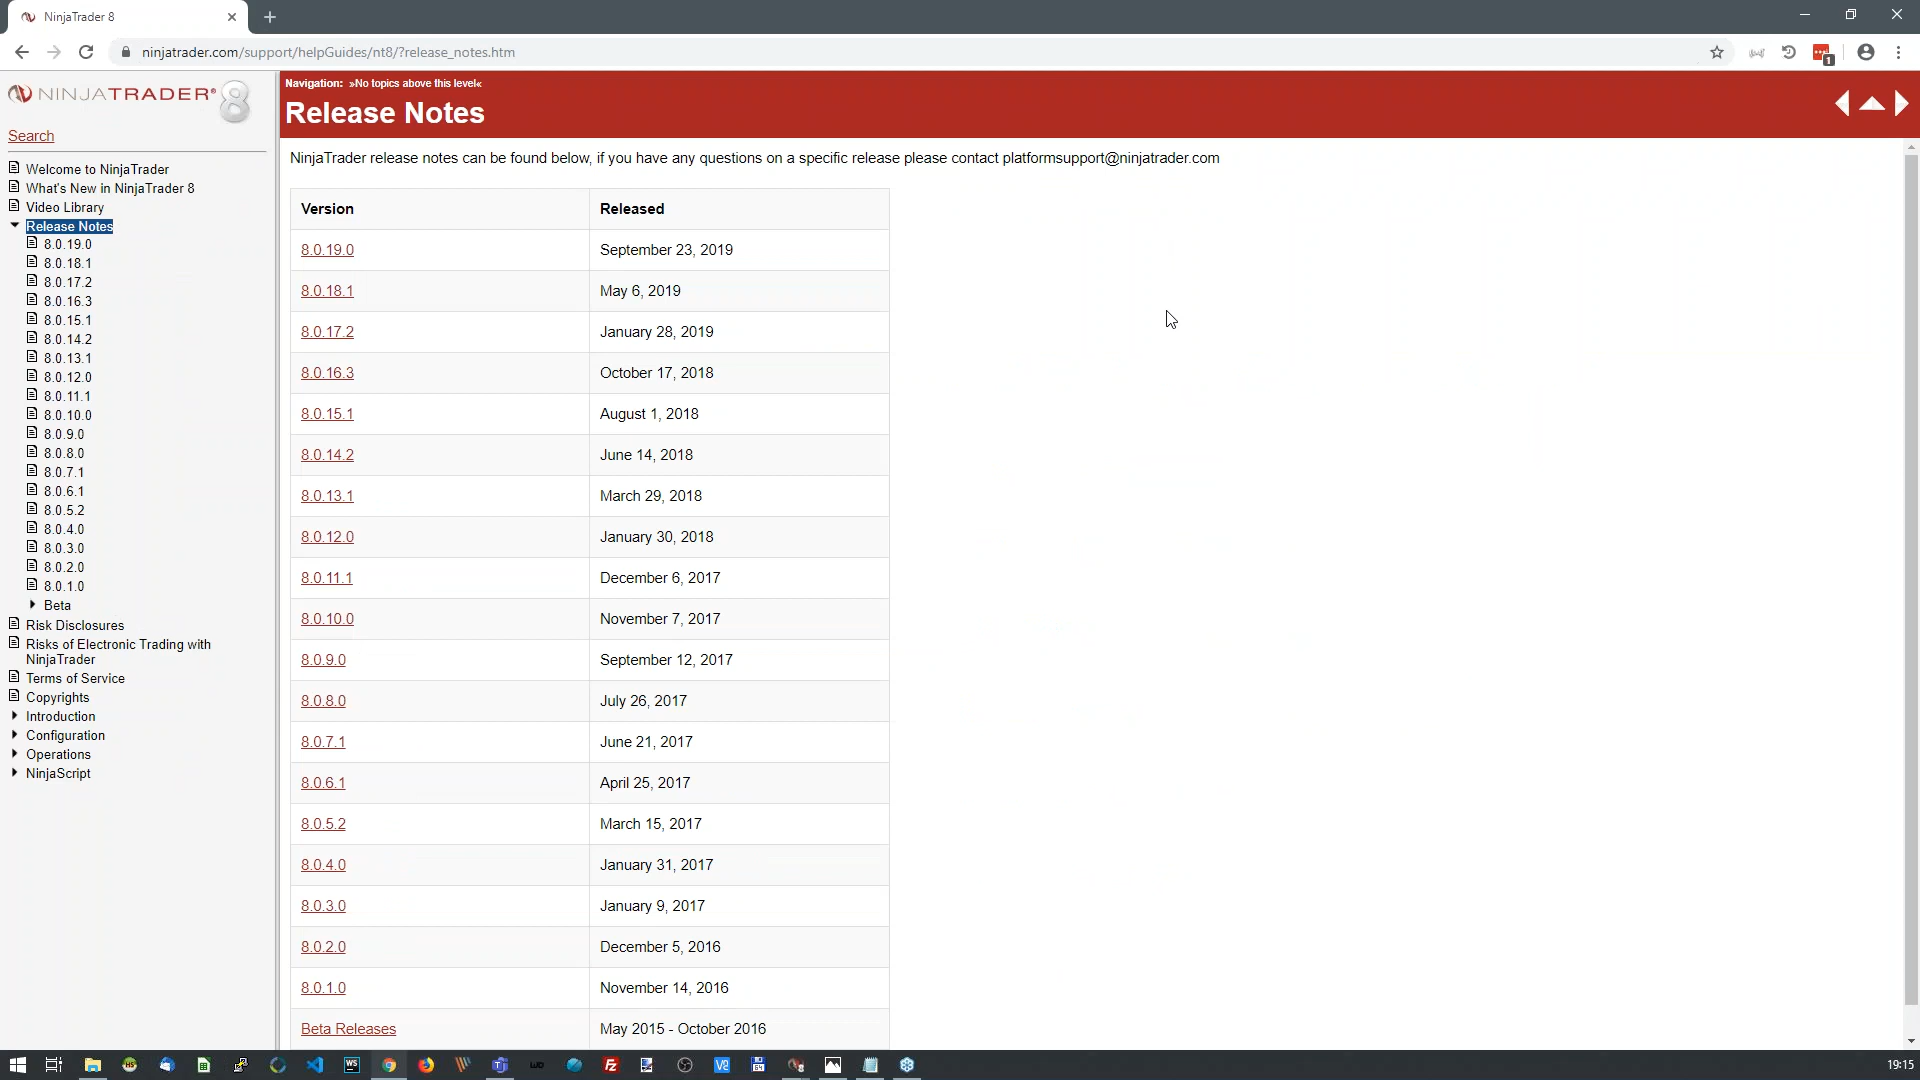 NinjaTrader 8
ninjatrader.com/support/helpGuides/nt8/?release_notes.htm
1
NINJATRADER® 8
Search
Welcome to NinjaTrader
What's New in NinjaTrader 8
Video Library
Release Notes
8.0.19.0
8.0.18.1
8.0.17.2
8.0.16.3
8.0.15.1
8.0.14.2
8.0.13.1
8.0.12.0
8.0.11.1
8.0.10.0
8.0.9.0
8.0.8.0
8.0.7.1
8.0.6.1
8.0.5.2
8.0.4.0
8.0.3.0
8.0.2.0
8.0.1.0
Beta
Risk Disclosures
Risks of Electronic Trading with
NinjaTrader
Terms of Service
Copyrights
Introduction
Configuration
Operations
NinjaScript
Navigation: »No topics above this level«
Release Notes
NinjaTrader release notes can be found below, if you have any questions on a specific release please contact platformsupport@ninjatrader.com
Version Released
8.0.19.0 September 23, 2019
8.0.18.1 May 6, 2019
8.0.17.2 January 28, 2019
8.0.16.3 October 17, 2018
8.0.15.1 August 1, 2018
8.0.14.2 June 14, 2018
8.0.13.1 March 29, 2018
8.0.12.0 January 30, 2018
8.0.11.1 December 6, 2017
8.0.10.0 November 7, 2017
8.0.9.0 September 12, 2017
8.0.8.0 July 26, 2017
8.0.7.1 June 21, 2017
8.0.6.1 April 25, 2017
8.0.5.2 March 15, 2017
8.0.4.0 January 31, 2017
8.0.3.0 January 9, 2017
8.0.2.0 December 5, 2016
8.0.1.0 November 14, 2016
Beta Releases May 2015 - October 2016
19:15